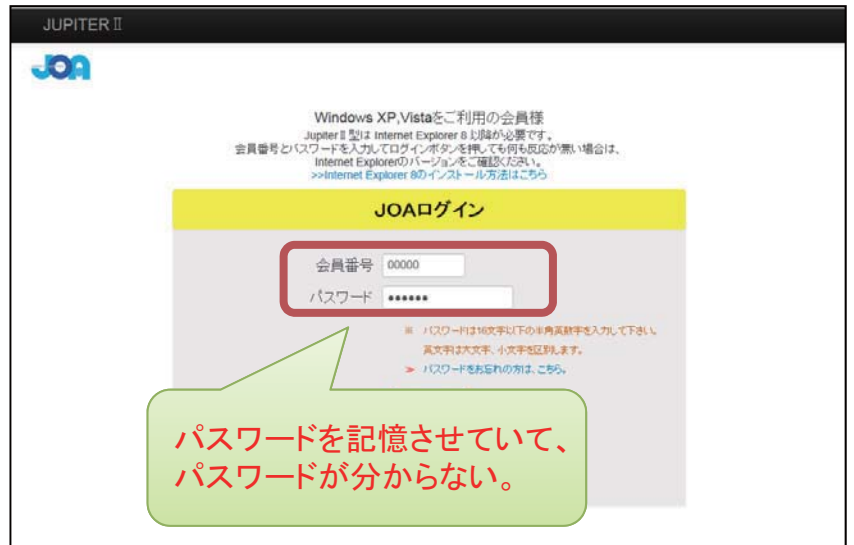 JUPITER Ⅱ
JOA
Windows XP,Vistaをご利用の会員様
JupiterⅡ型は Internet Explorer 8 以降が必要です。
会員番号とパスワードを入力してログインボタンを押しても何も反応が無い場合は、
Internet Explorerのバージョンをご確認ください。
>>Internet Explorer 8のインストール方法はこちら
JOAログイン
会員番号 00000
パスワード ••••••
※ パスワードは16文字以下の半角英数字を入力して下さい。
英文字は大文字、小文字を区別します。
≫ パスワードをお忘れの方は、こちら。
パスワードを記憶させていて、
パスワードが分からない。